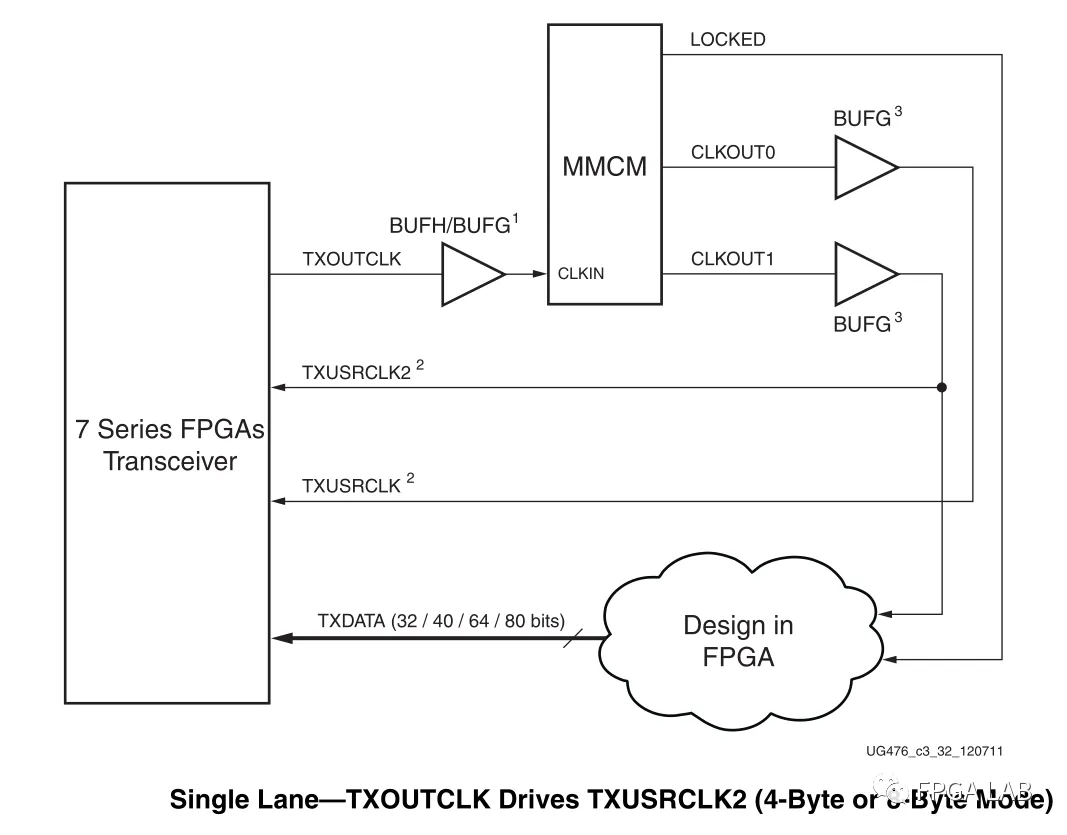 LOCKED
BUFG 3
MMCM
CLKOUT0
BUFH/BUFG 1
TXOUTCLK
CLKIN
CLKOUT1
BUFG 3
TXUSRCLK2 2
7 Series FPGAs
Transceiver
TXUSRCLK 2
TXDATA (32 / 40 / 64 / 80 bits)
Design in
FPGA
UG476_c3_32_120711
Single Lane—TXOUTCLK Drives TXUSRCLK2 (4-Byte or 8-Byte Mode)
FPGA LAB